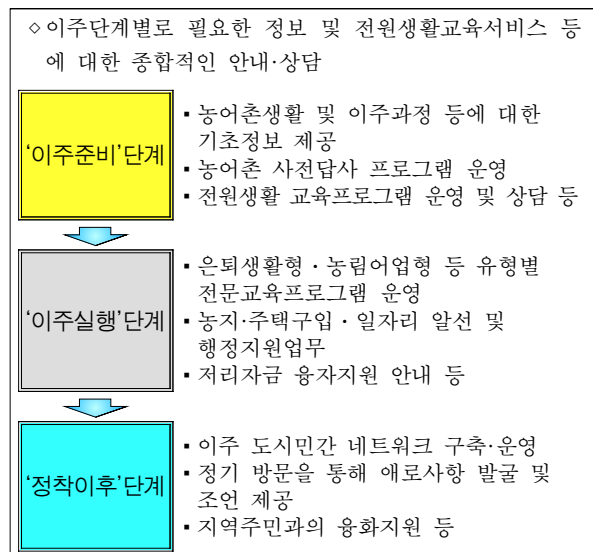 ◇이주단계별로 필요한 정보 및 전원생활교육서비스 등
에 대한 종합적인 안내·상담
‘이주준비’단계
▪농어촌생활 및 이주과정 등에 대한
기초정보 제공
▪농어촌 사전답사 프로그램 운영
▪전원생활 교육프로그램 운영 및 상담 등
‘이주실행’단계
▪은퇴생활형·농림어업형 등 유형별
전문교육프로그램 운영
▪농지·주택구입·일자리 알선 및
행정지원업무
▪저리자금 융자지원 안내 등
‘정착이후’단계
▪이주 도시민간 네트워크 구축·운영
▪정기 방문을 통해 애로사항 발굴 및
조언 제공
▪지역주민과의 융화지원 등